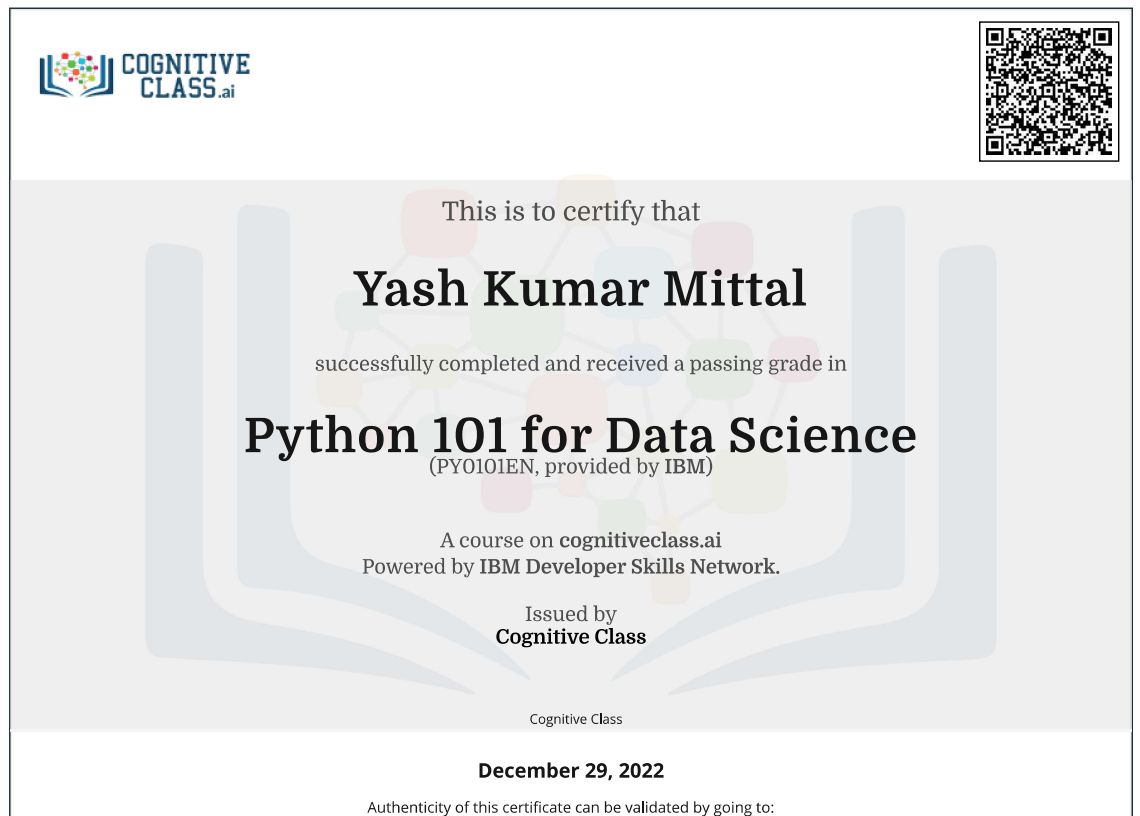 COGNITIVE
CLASS.ai
This is to certify that
Yash Kumar Mittal
successfully completed and received a passing grade in
Python 101 for Data Science
(PY0101EN, provided by IBM)
A course on cognitiveclass.ai
Powered by IBM Developer Skills Network.
Issued by
Cognitive Class
Cognitive Class
December 29, 2022
Authenticity of this certificate can be validated by going to: